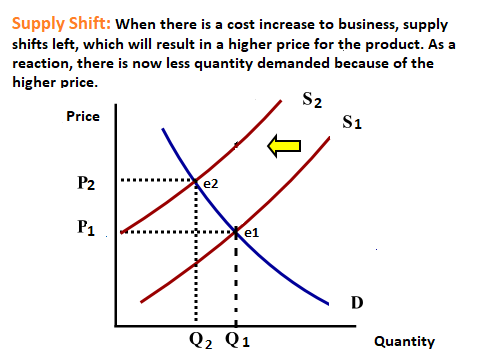 Supply Shift: When there is a cost increase to business, supply
shifts left, which will result in a higher price for the product. As a
reaction, there is now less quantity demanded because of the
higher price.
S2
Price
S1
P2
e2
P1
e1
D
Q2 Q1
Quantity